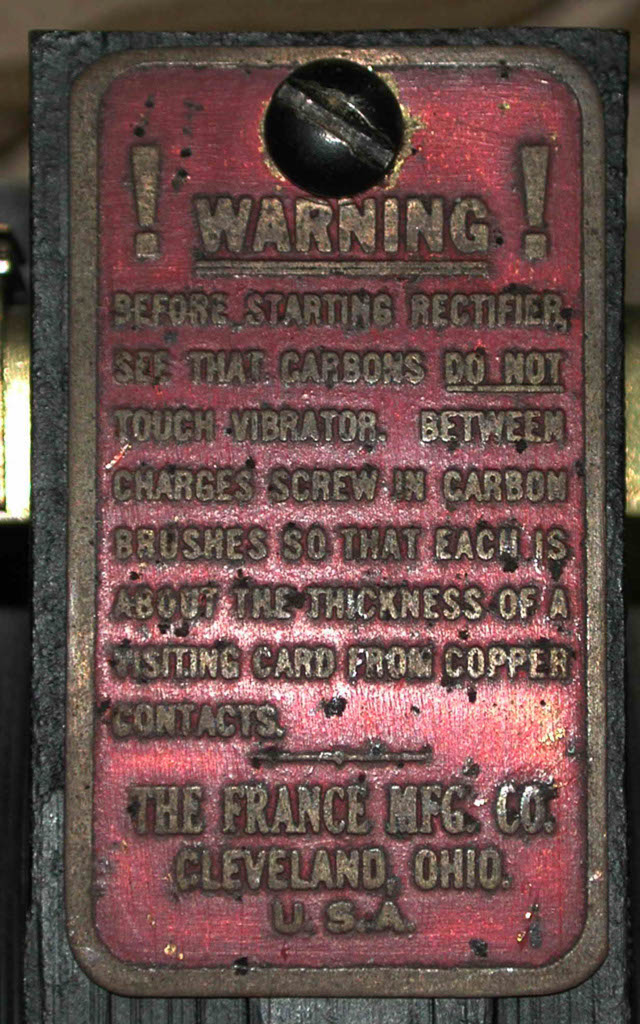 ! WARNING !
BEFORE STARTING RECTIFIER,
SEE THAT CARBONS DO NOT
TOUCH VIBRATOR. BETWEEN
CHARGES SCREW IN CARBON
BRUSHES SO THAT EACH IS
ABOUT THE THICKNESS OF A
VISITING CARD FROM COPPER
CONTACTS.
THE FRANCE MFG. CO.
CLEVELAND, OHIO.
U.S.A.